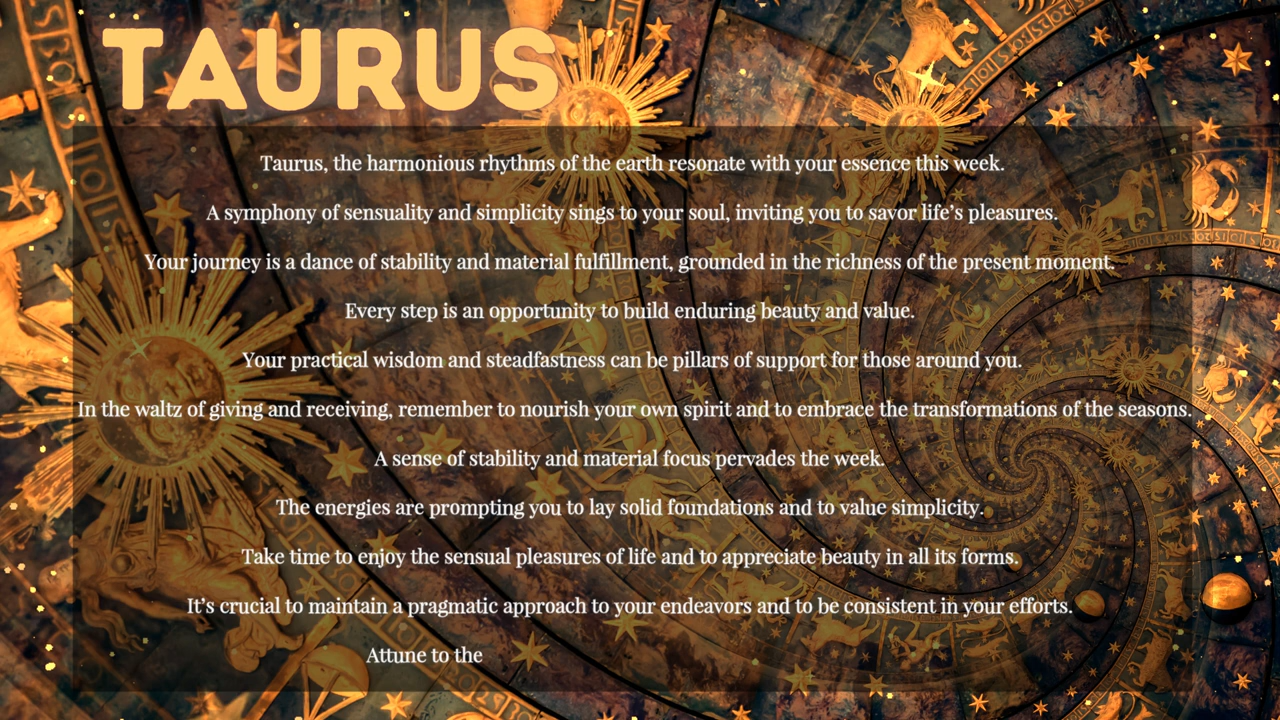 TAURUS
Taurus, the harmonious rhythms of the earth resonate with your essence this week.
A symphony of sensuality and simplicity sings to your soul, inviting you to savor life’s pleasures.
Your journey is a dance of stability and material fulfillment, grounded in the richness of the present moment.
Every step is an opportunity to build enduring beauty and value.
Your practical wisdom and steadfastness can be pillars of support for those around you.
In the waltz of giving and receiving, remember to nourish your own spirit and to embrace the transformations of the seasons.
A sense of stability and material focus pervades the week.
The energies are prompting you to lay solid foundations and to value simplicity.
Take time to enjoy the sensual pleasures of life and to appreciate beauty in all its forms.
It’s crucial to maintain a pragmatic approach to your endeavors and to be consistent in your efforts.
Attune to the